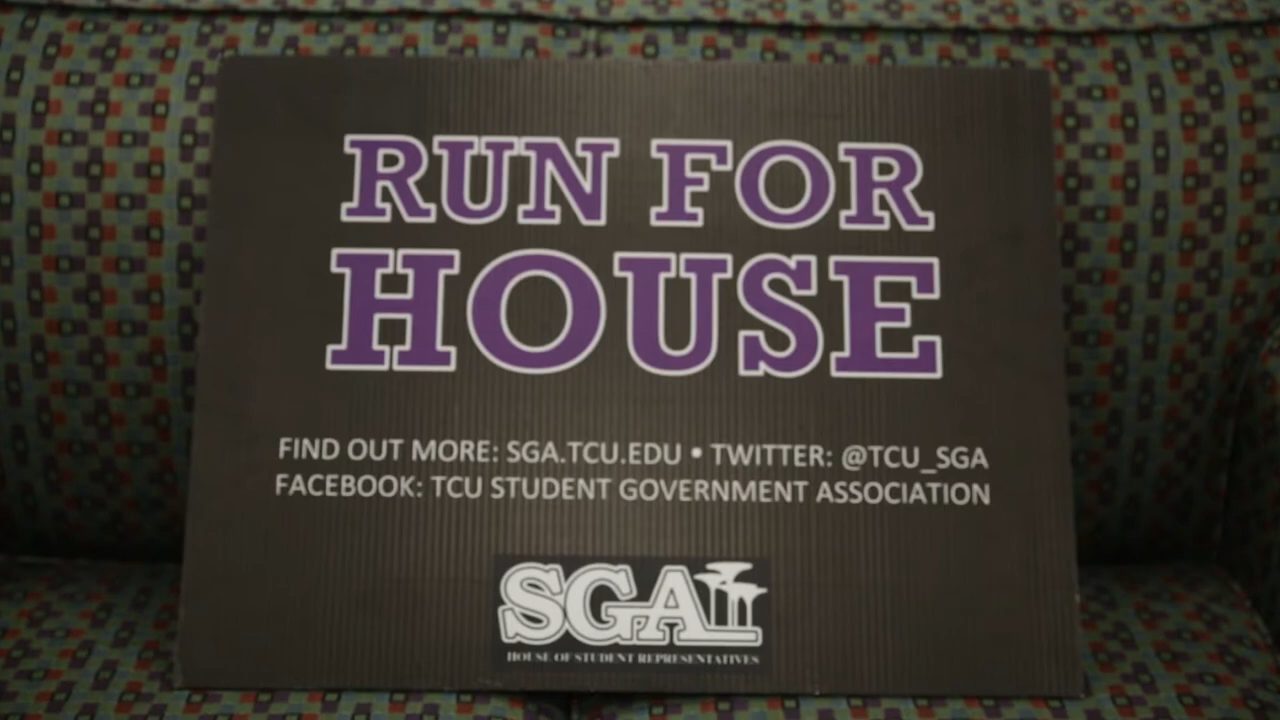 RUN FOR
HOUSE
FIND OUT MORE: SGA.TCU.EDU • TWITTER: @TCU_SGA
FACEBOOK: TCU STUDENT GOVERNMENT ASSOCIATION
SGA
HOUSE OF STUDENT REPRESENTATIVES